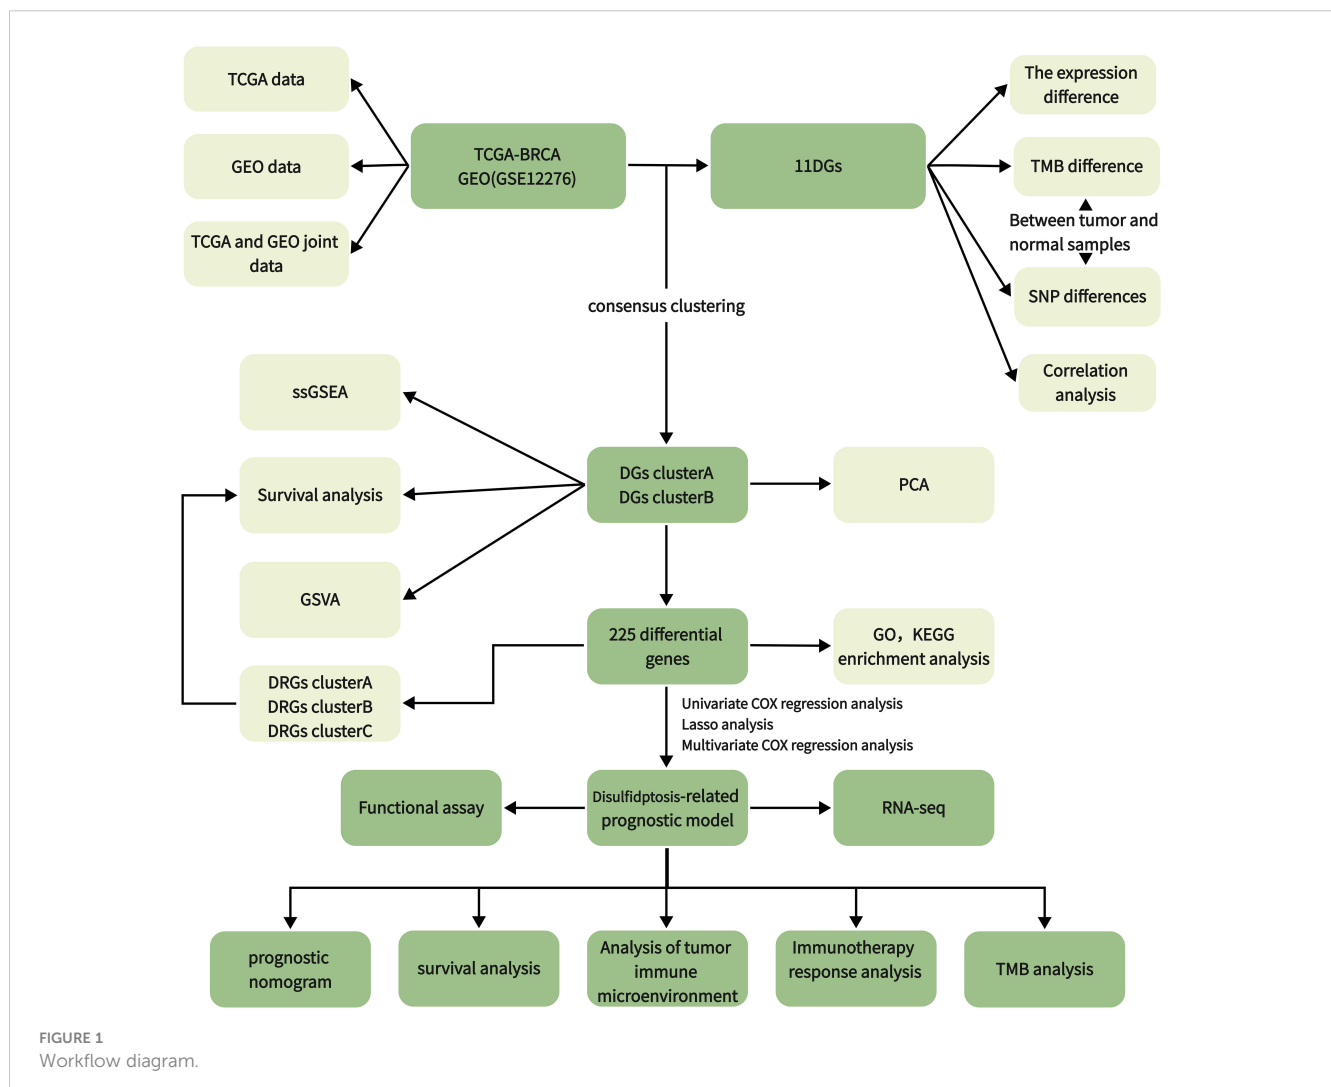 TCGA data
GEO data
TCGA and GEO joint
data
TCGA-BRCA
GEO(GSE12276)
11DGs
The expression
difference
TMB difference
Between tumor and
normal samples
SNP differences
Correlation
analysis
consensus clustering
ssGSEA
Survival analysis
GSVA
DGs clusterA
DGs clusterB
PCA
225 differential
genes
GO，KEGG
enrichment analysis
DRGs clusterA
DRGs clusterB
DRGs clusterC
Univariate COX regression analysis
Lasso analysis
Multivariate COX regression analysis
Functional assay
Disulfidptosis-related
prognostic model
RNA-seq
prognostic
nomogram
survival analysis
Analysis of tumor
immune
microenvironment
Immunotherapy
response analysis
TMB analysis
FIGURE 1
Workflow diagram.